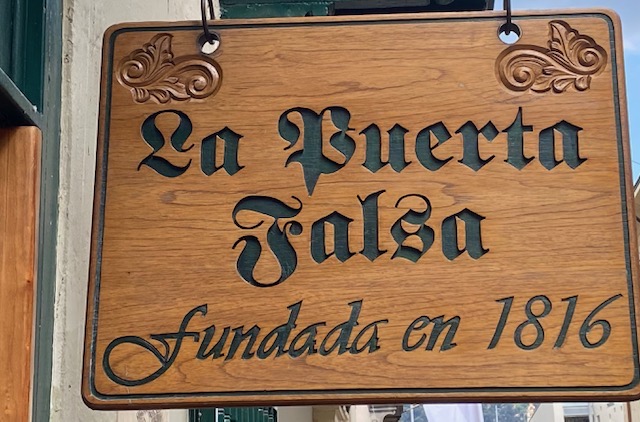 La Puerta
Falsa
fundada en 1816